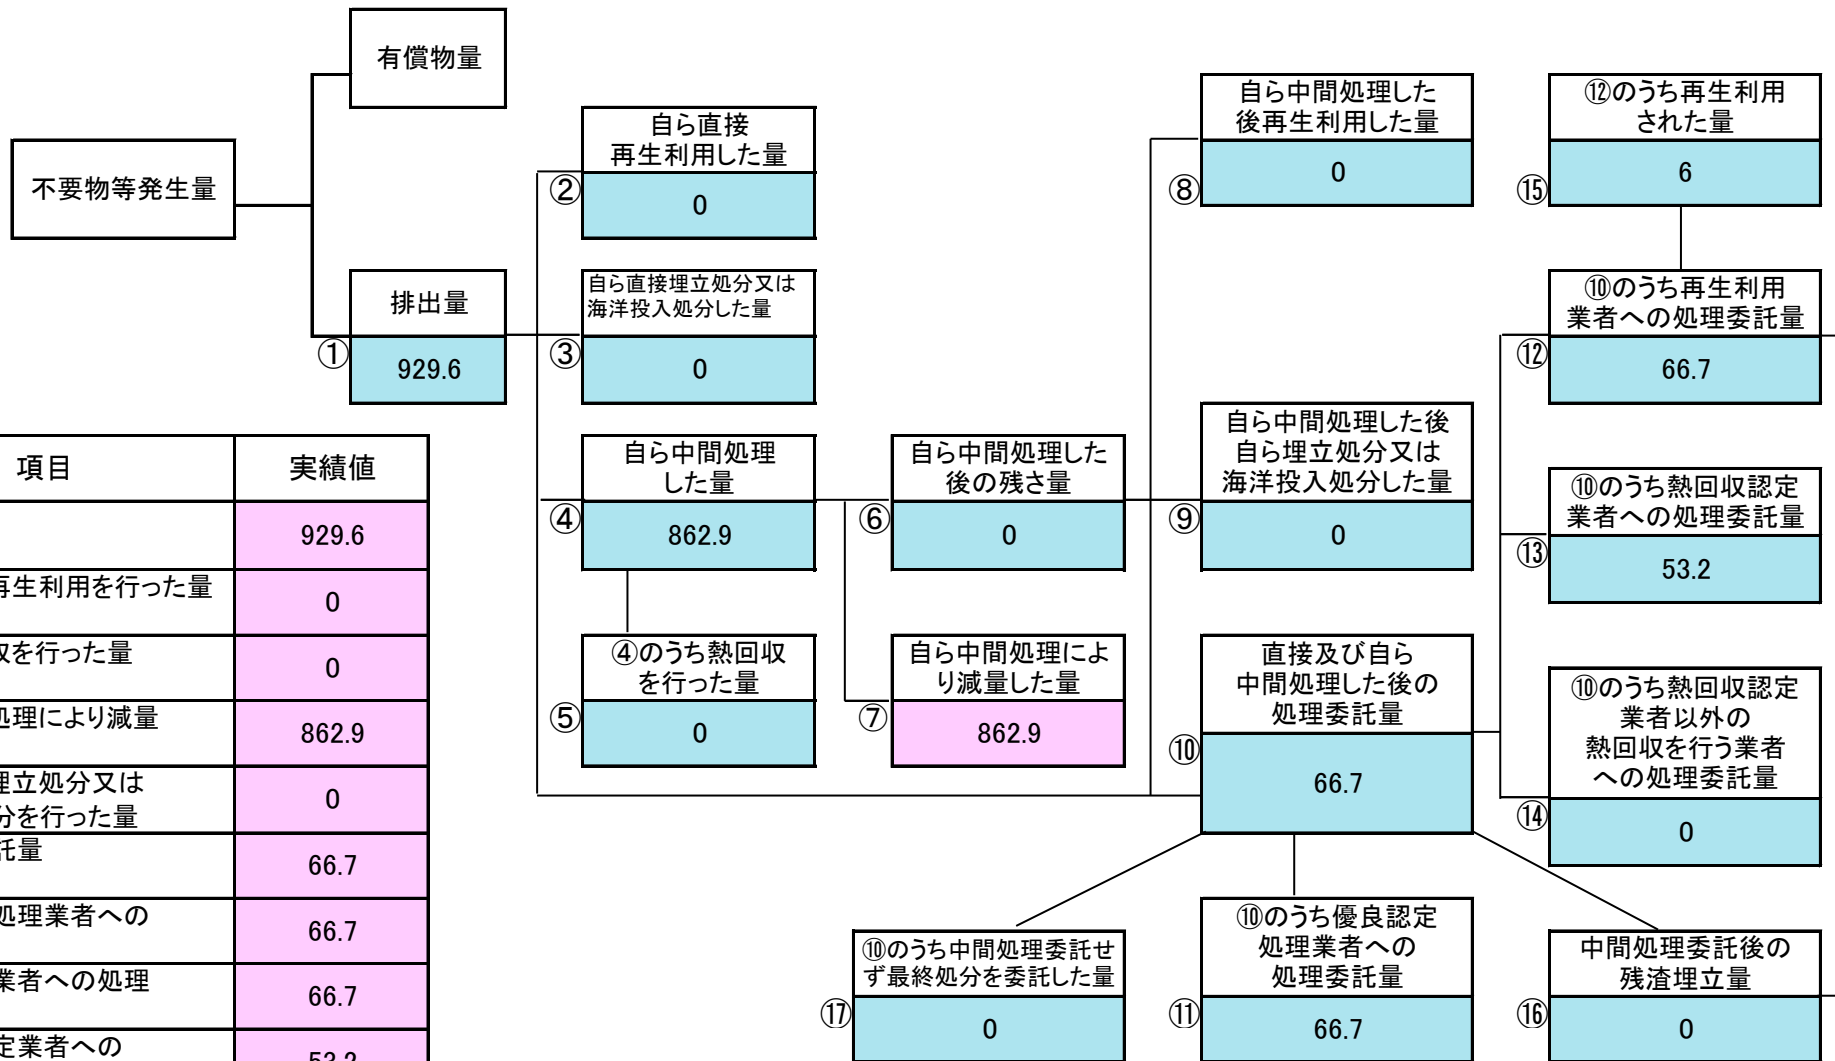 有償物量
不要物等発生量
排出量
①
929.6
自ら直接
再生利用した量
②
0
自ら直接埋立処分又は
海洋投入処分した量
③
0
自ら中間処理
した量
④
862.9
④のうち熱回収
を行った量
⑤
0
自ら中間処理した
後の残さ量
⑥
0
自ら中間処理によ
り減量した量
⑦
862.9
自ら中間処理した
後再生利用した量
⑧
0
自ら中間処理した後
自ら埋立処分又は
海洋投入処分した量
⑨
0
直接及び自ら
中間処理した後の
処理委託量
⑩
66.7
⑫のうち再生利用
された量
⑮
6
⑩のうち再生利用
業者への処理委託量
⑫
66.7
⑩のうち熱回収認定
業者への処理委託量
⑬
53.2
⑩のうち熱回収認定
業者以外の
熱回収を行う業者
への処理委託量
⑭
0
⑩のうち中間処理委託せ
ず最終処分を委託した量
⑰
0
⑩のうち優良認定
処理業者への
処理委託量
⑪
66.7
中間処理委託後の
残渣埋立量
⑯
0
項目 実績値
929.6
再生利用を行った量
0
収を行った量
0
処理により減量
862.9
埋立処分又は
分を行った量
0
託量
66.7
処理業者への
66.7
業者への処理
66.7
定業者への
53.2